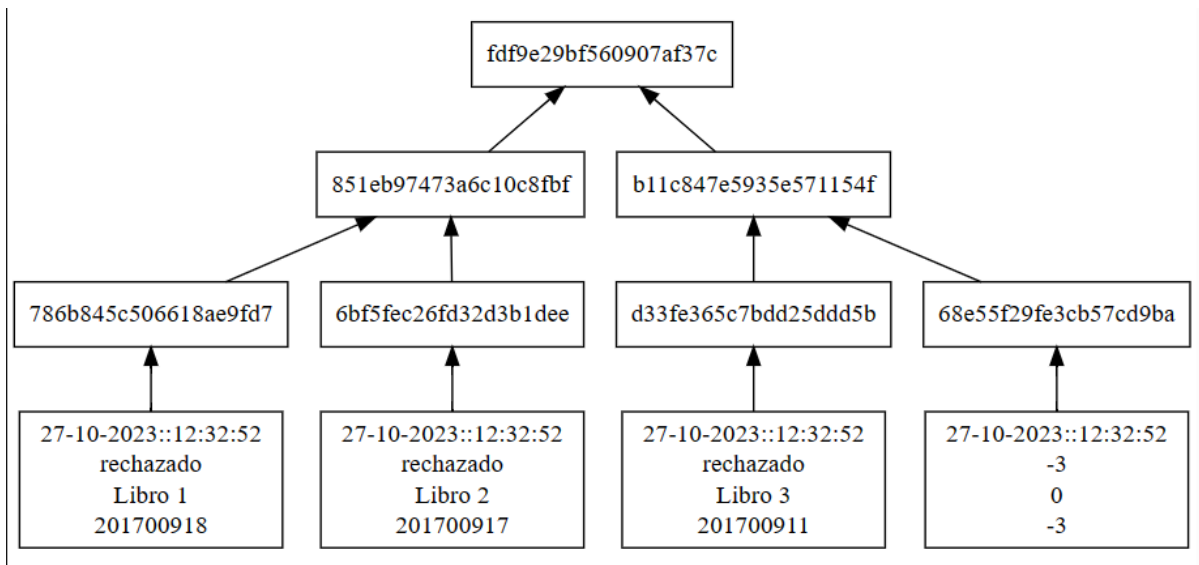 fdf9e29bf560907af37c
851eb97473a6c10c8fbf
b11c847e5935e571154f
786b845c506618ae9fd7
6bf5fec26fd32d3b1dee
d33fe365c7bdd25ddd5b
68e55f29fe3cb57cd9ba
27-10-2023::12:32:52
rechazado
Libro 1
201700918
27-10-2023::12:32:52
rechazado
Libro 2
201700917
27-10-2023::12:32:52
rechazado
Libro 3
201700911
27-10-2023::12:32:52
-3
0
-3